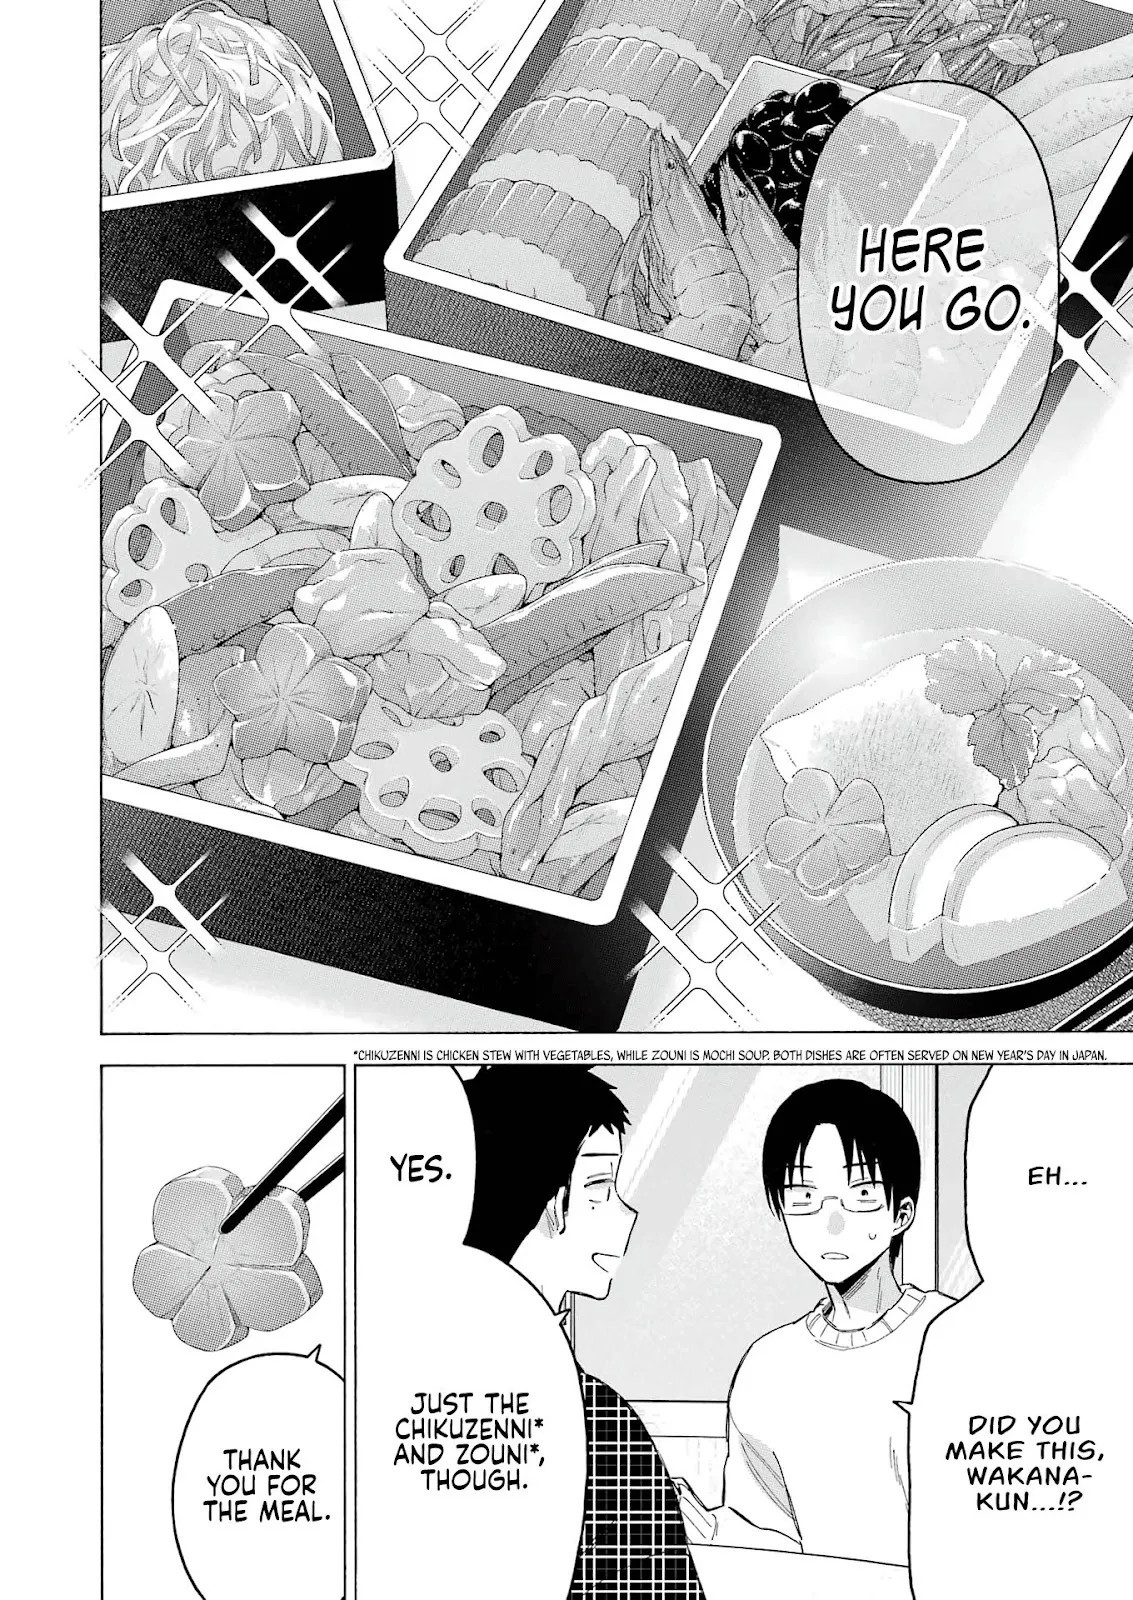 HERE
YOU GO.
*CHIKUZENNI IS CHICKEN STEW WITH VEGETABLES, WHILE ZOUNI IS MOCHI SOUP. BOTH DISHES ARE OFTEN SERVED ON NEW YEAR'S DAY IN JAPAN.
EH...
DID YOU
MAKE THIS,
WAKANA-
KUN...!?
YES.
JUST THE
CHIKUZENNI*
AND ZOUNI*,
THOUGH.
THANK
YOU FOR
THE MEAL.